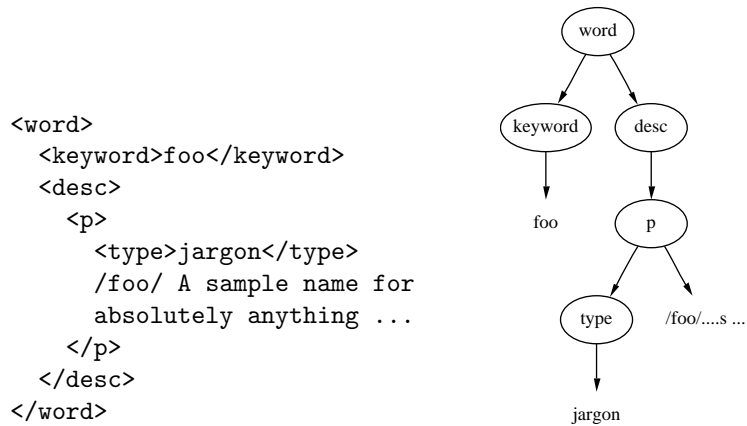 <word>
  <keyword>foo</keyword>
  <desc>
    <p>
      <type>jargon</type>
      /foo/ A sample name for
      absolutely anything ...
    </p>
  </desc>
</word>
word
keyword
desc
foo
p
type
/foo/....s ...
jargon